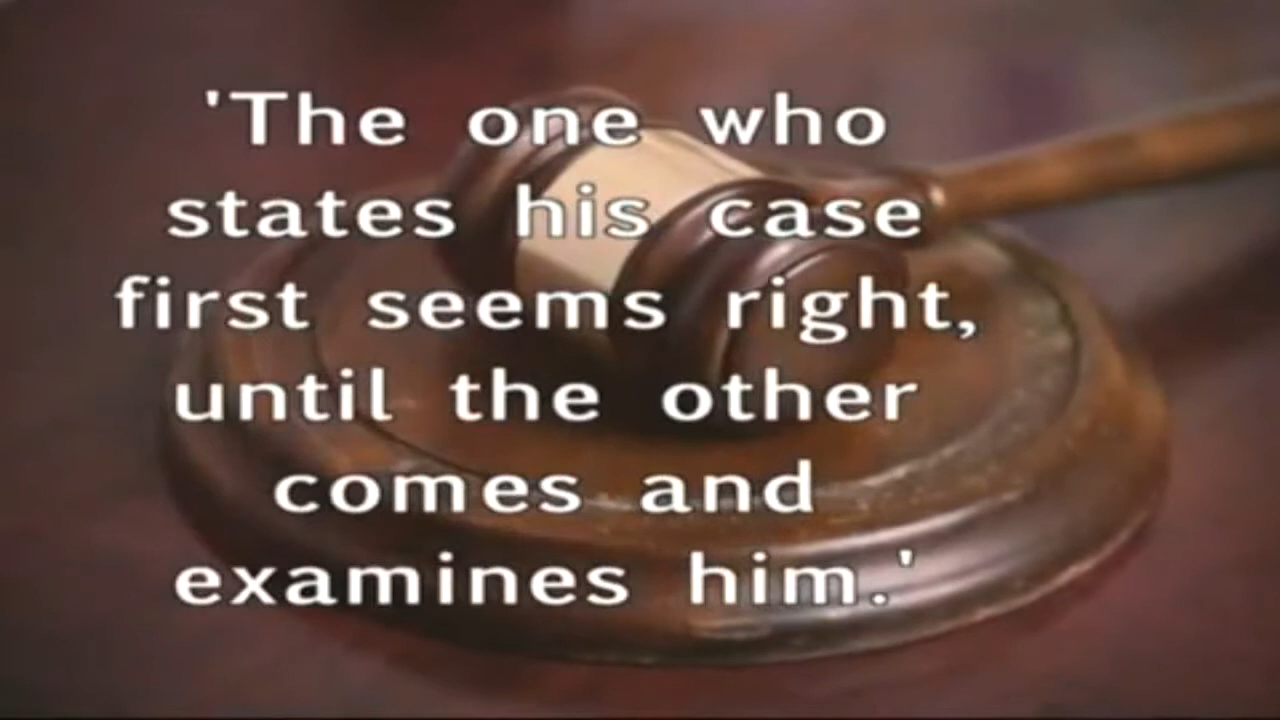 'The one who
states his case
first seems right,
until the other
comes and
examines him.'